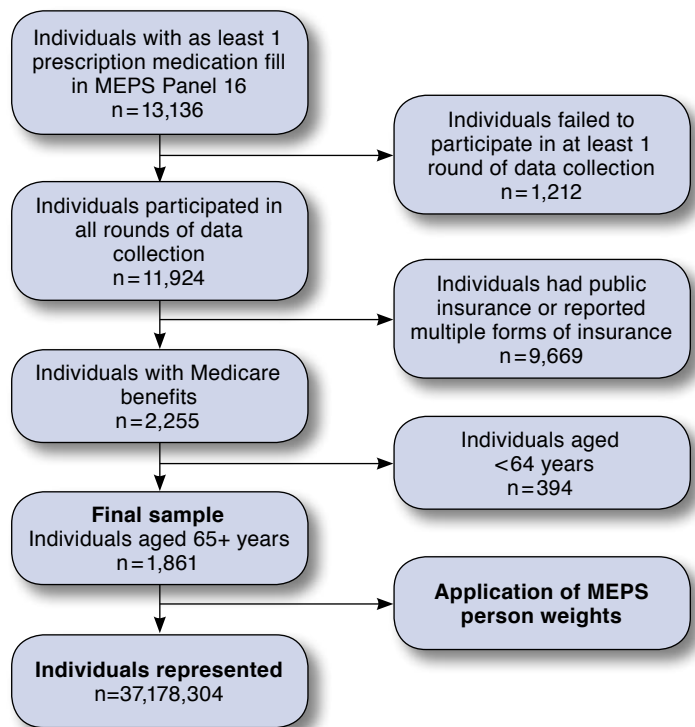 Individuals with as least 1
prescription medication fill
in MEPS Panel 16
n=13,136
Individuals failed to
participate in at least 1
round of data collection
n=1,212
Individuals participated in
all rounds of data
collection
n=11,924
Individuals had public
insurance or reported
multiple forms of insurance
n=9,669
Individuals with Medicare
benefits
n=2,255
Individuals aged
<64 years
n=394
Final sample
Individuals aged 65+ years
n=1,861
Application of MEPS
person weights
Individuals represented
n=37,178,304